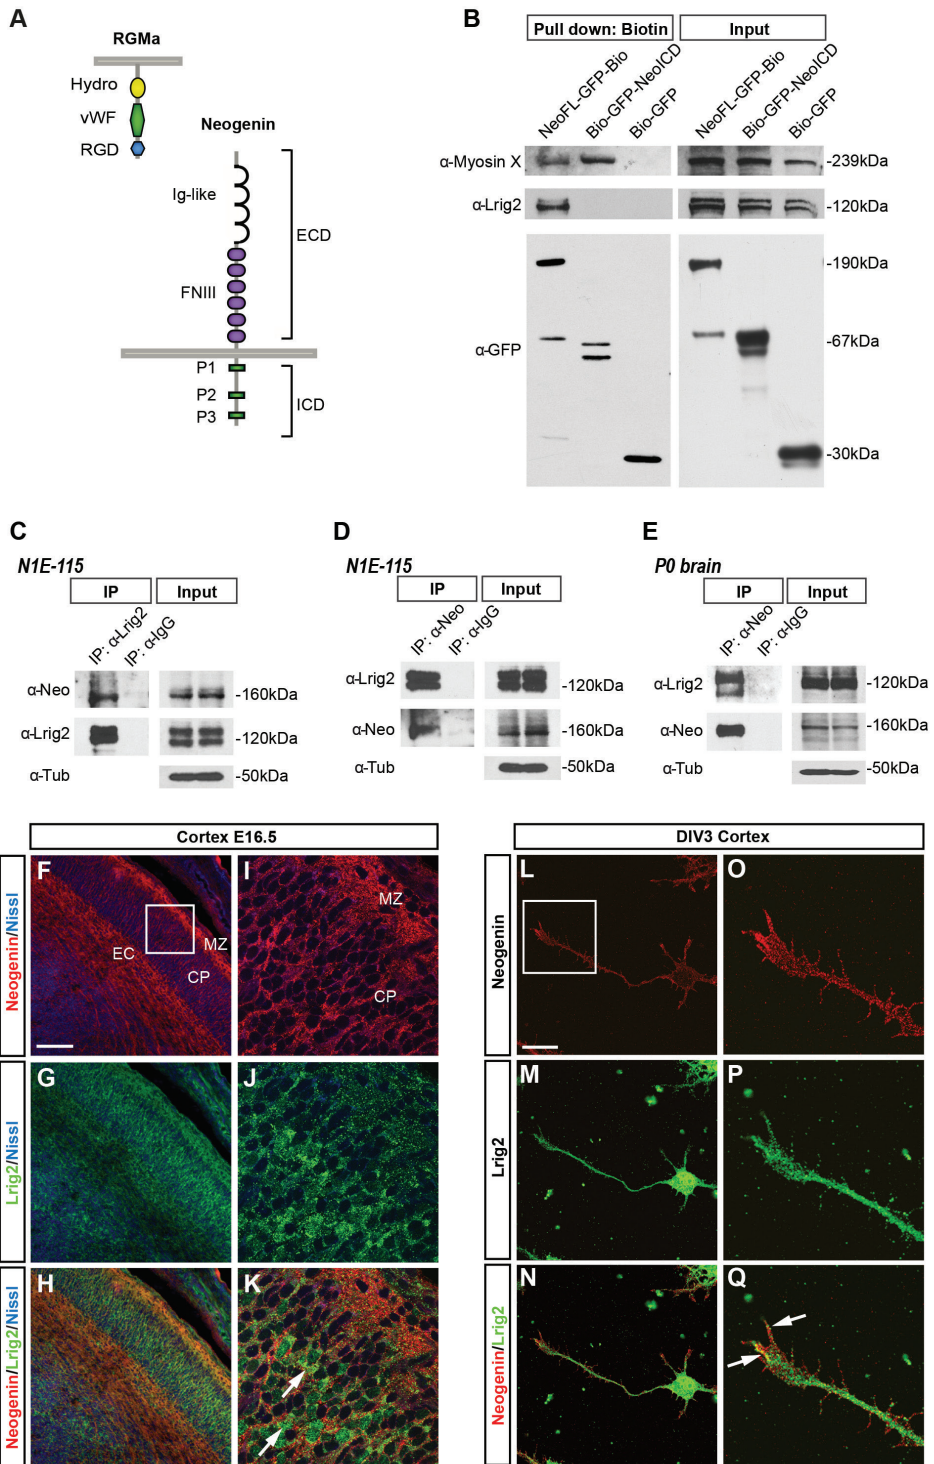 A
RGMa
Hydro
vWF
RGD
Neogenin
Ig-like
ECD
FNIII
P1
P2
P3
ICD
B
Pull down: Biotin
Input
NeoFL-GFP-Bio
Bio-GFP-NeoICD
Bio-GFP
NeoFL-GFP-Bio
Bio-GFP-NeoICD
Bio-GFP
α-Myosin X
-239kDa
α-Lrig2
-120kDa
-190kDa
α-GFP
-67kDa
-30kDa
C
N1E-115
IP
Input
IP: α-Lrig2
IP: α-IgG
α-Neo
-160kDa
α-Lrig2
-120kDa
α-Tub
-50kDa
D
N1E-115
IP
Input
IP: α-Neo
IP: α-IgG
α-Lrig2
-120kDa
α-Neo
-160kDa
α-Tub
-50kDa
E
P0 brain
IP
Input
IP: α-Neo
IP: α-IgG
α-Lrig2
-120kDa
α-Neo
-160kDa
α-Tub
-50kDa
Cortex E16.5
Neogenin/Nissl
F
EC
MZ
CP
I
MZ
CP
Lrig2/Nissl
G
J
Neogenin/Lrig2/Nissl
H
K
DIV3 Cortex
Neogenin
L
O
Lrig2
M
P
Neogenin/Lrig2
N
Q